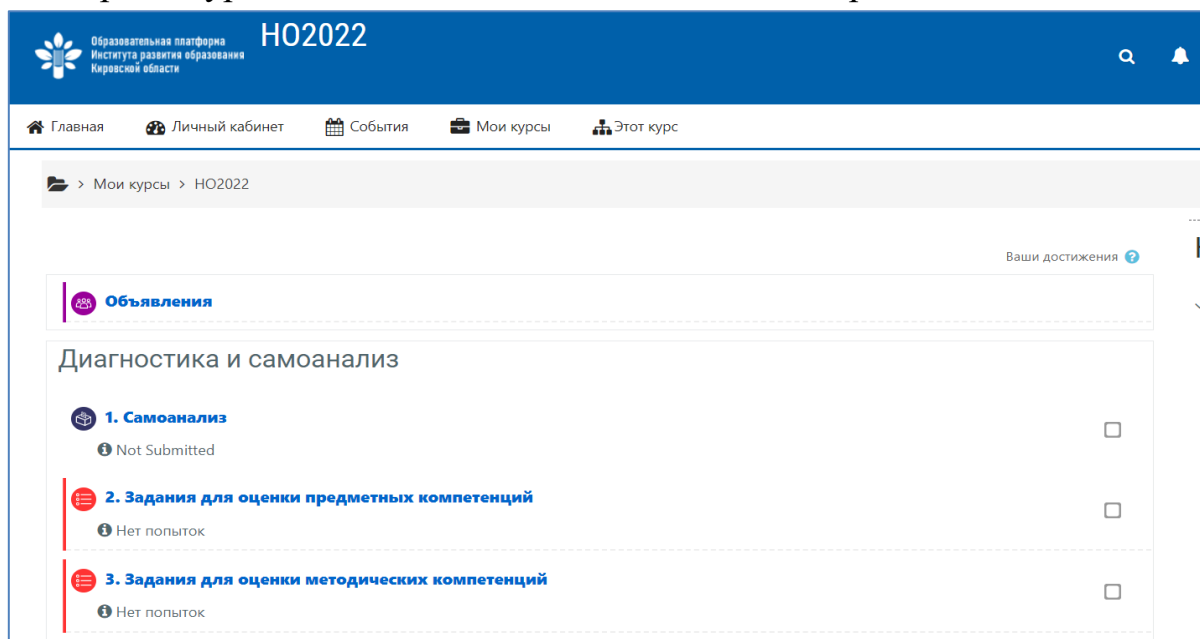 Образовательная платформа
Института развития образования
Кировской области
НО2022
Главная Личный кабинет События Мои курсы Этот курс
> Мои курсы > НО2022
Ваши достижения ?
Объявления
Диагностика и самоанализ
1. Самоанализ
Not Submitted
2. Задания для оценки предметных компетенций
Нет попыток
3. Задания для оценки методических компетенций
Нет попыток